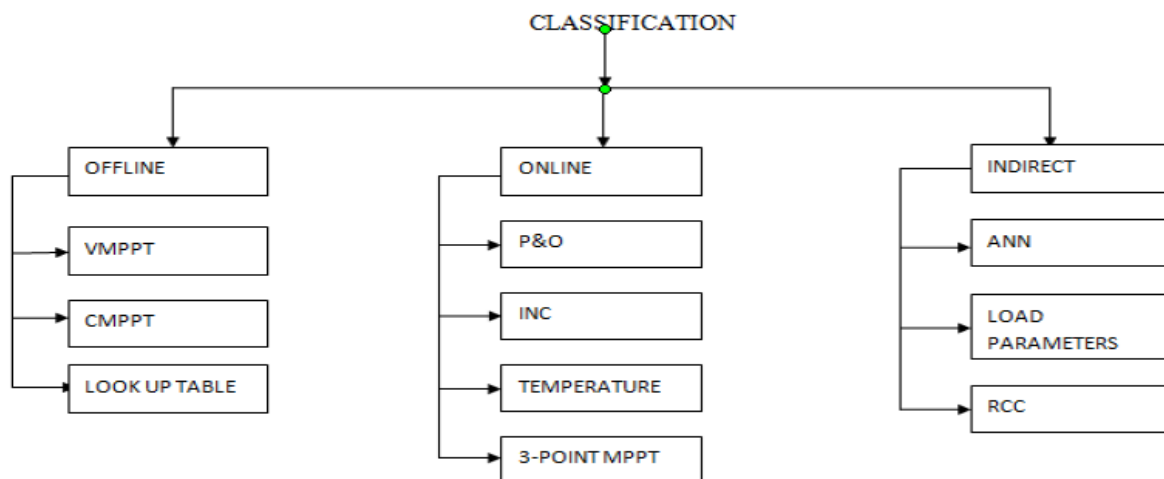 CLASSIFICATION
OFFLINE
VMPPT
CMPPT
LOOK UP TABLE
ONLINE
P&O
INC
TEMPERATURE
3-POINT MPPT
INDIRECT
ANN
LOAD
PARAMETERS
RCC